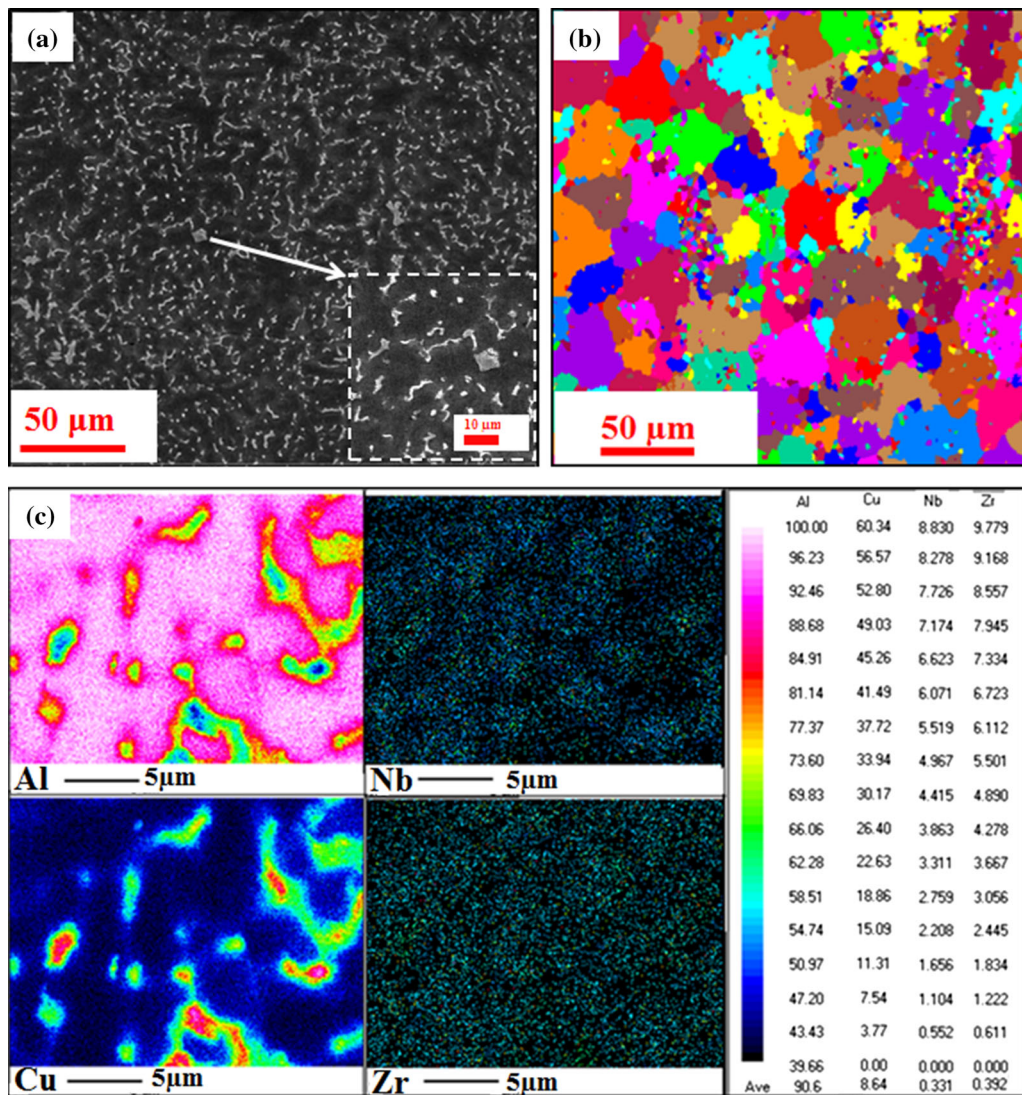 (a)
50 μm
10 μm
(b)
50 μm
(c)
Al 5μm
Nb 5μm
Cu 5μm
Zr 5μm
Al Cu Nb Zr
100.00 60.34 8.830 9.779
96.23 56.57 8.278 9.168
92.46 52.80 7.726 8.557
88.68 49.03 7.174 7.945
84.91 45.26 6.623 7.334
81.14 41.49 6.071 6.723
77.37 37.72 5.519 6.112
73.60 33.94 4.967 5.501
69.83 30.17 4.415 4.890
66.06 26.40 3.863 4.278
62.28 22.63 3.311 3.667
58.51 18.86 2.759 3.056
54.74 15.09 2.208 2.445
50.97 11.31 1.656 1.834
47.20 7.54 1.104 1.222
43.43 3.77 0.552 0.611
39.66 0.00 0.000 0.000
Ave 90.6 8.64 0.331 0.392